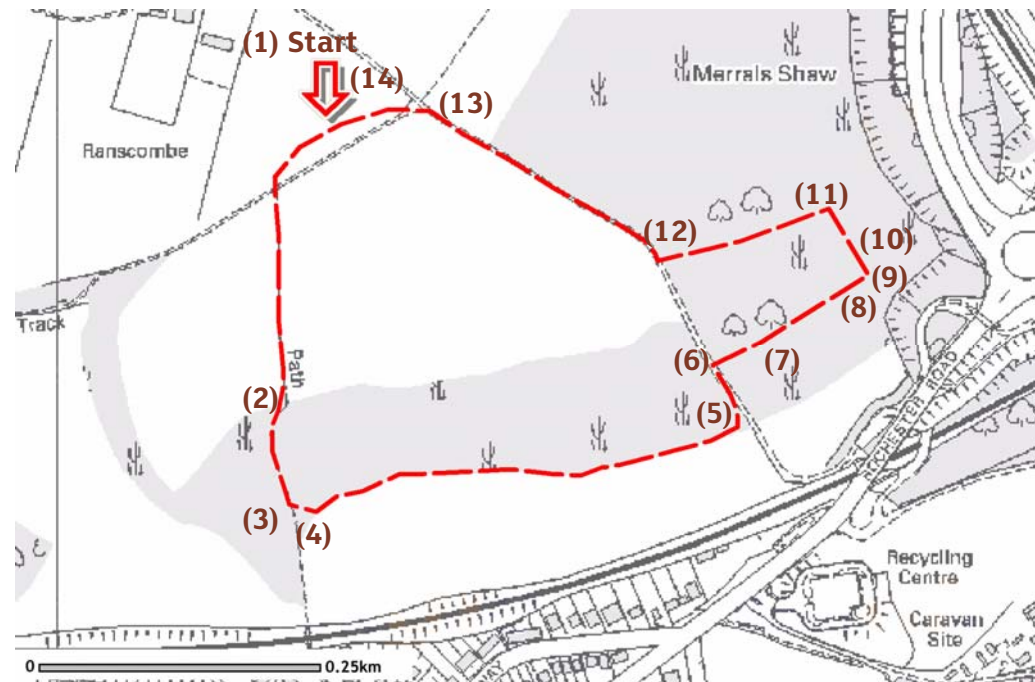 (1) Start
(14)
(13)
Merrals Shaw
Ranscombe
(11)
(12)
(10)
(9)
(8)
Track
Path
(6)
(7)
(2)
(5)
(3)
(4)
ROAD
Recycling
Centre
Caravan
Site
0
0.25km